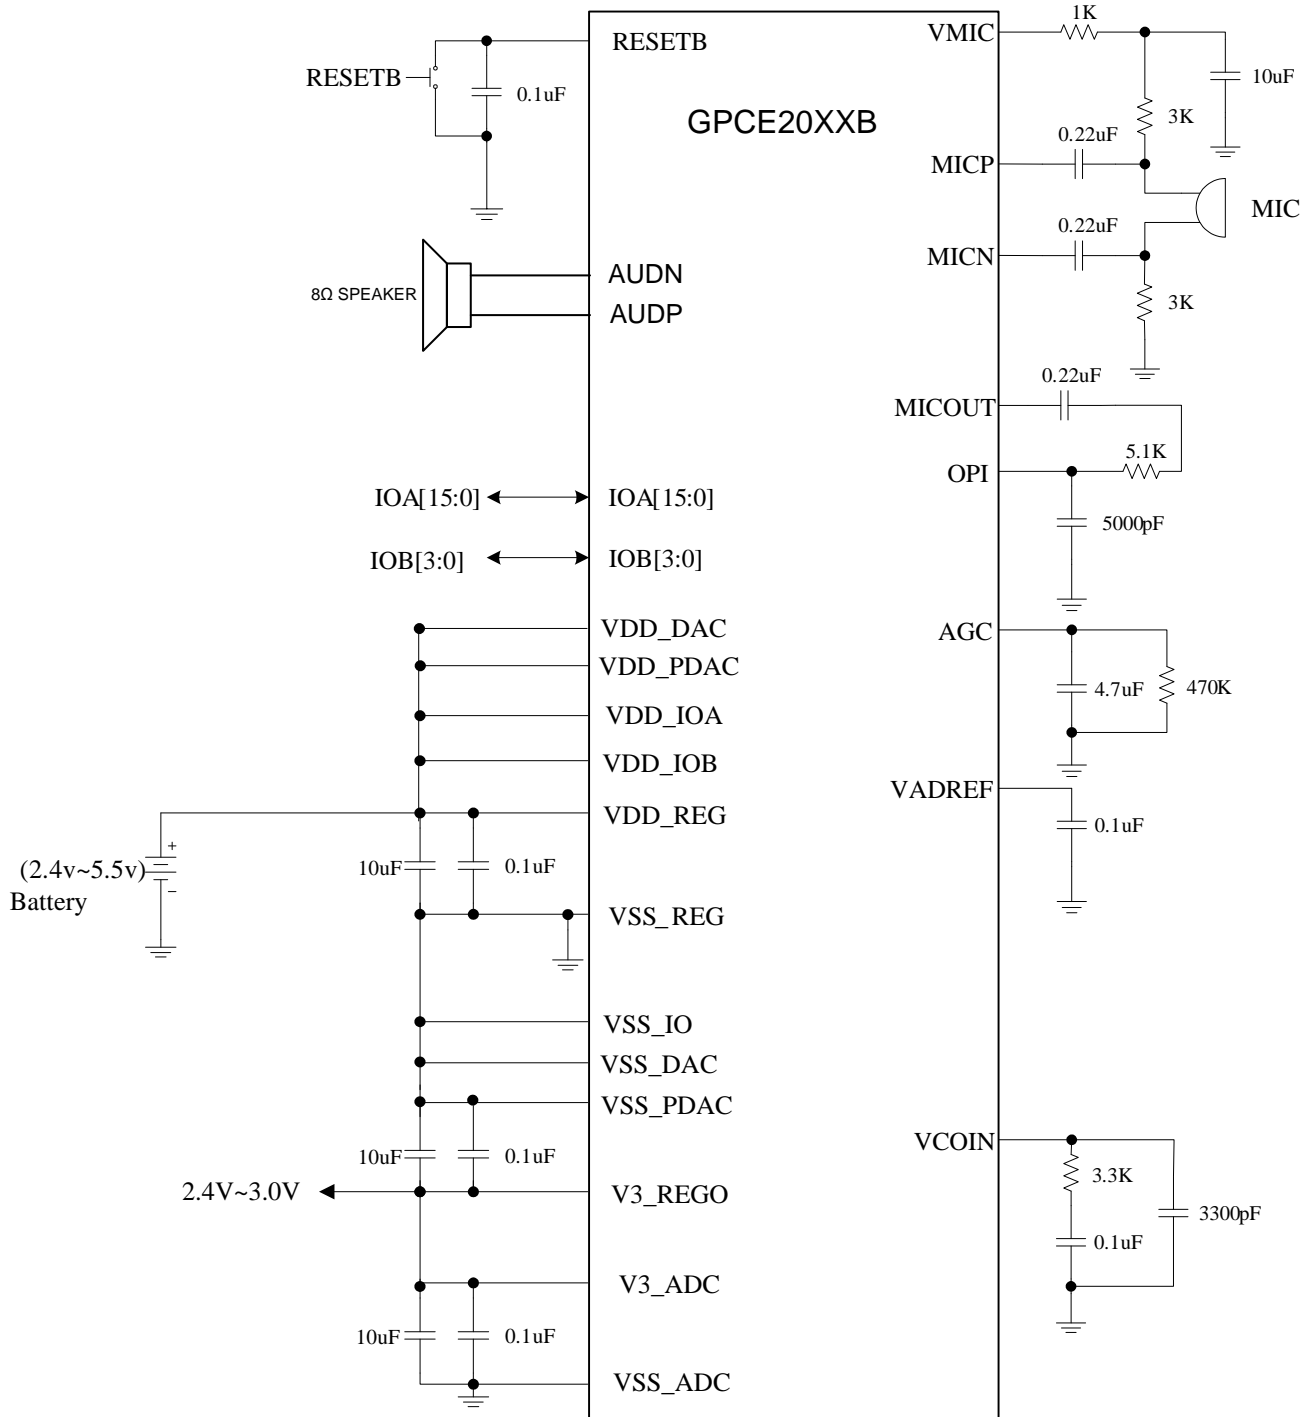 1K
VMIC
RESETB
RESETB
0.1uF
10uF
GPCE20XXB
3K
0.22uF
MICP
MIC
0.22uF
MICN
AUDN
8Ω SPEAKER
AUDP
3K
0.22uF
MICOUT
5.1K
OPI
IOA[15:0]
IOA[15:0]
5000pF
IOB[3:0]
IOB[3:0]
VDD_DAC
AGC
VDD_PDAC
4.7uF
470K
VDD_IOA
VDD_IOB
VADREF
VDD_REG
0.1uF
+
(2.4v~5.5v)
10uF
0.1uF
−
Battery
VSS_REG
VSS_IO
VSS_DAC
VSS_PDAC
VCOIN
10uF
0.1uF
3.3K
2.4V~3.0V
V3_REGO
3300pF
0.1uF
V3_ADC
10uF
0.1uF
VSS_ADC